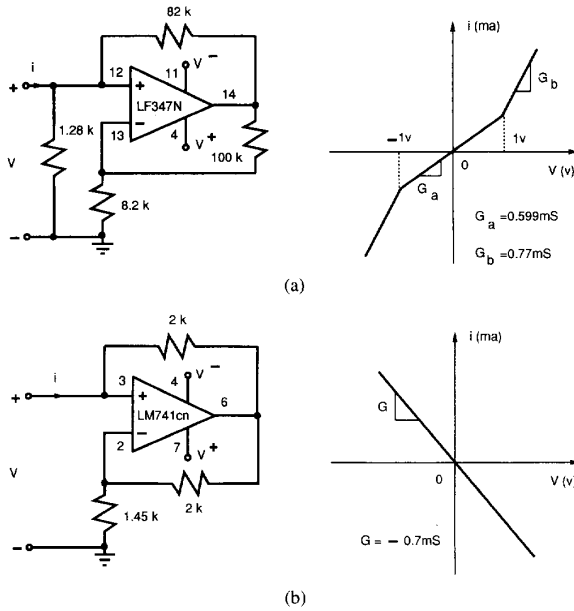 82 k
i
12
11
V −
+
+
LF347N
14
1.28 k
13
−
4
V +
100 k
V
8.2 k
−
i (ma)
G b
− 1v
1v
0
V (v)
G a
G a =0.599mS
G b =0.77mS
(a)
2 k
i
3
4
V −
+
+
LM741cn
6
2
−
7
V +
V
1.45 k
2 k
−
i (ma)
G
0
V (v)
G = − 0.7mS
(b)